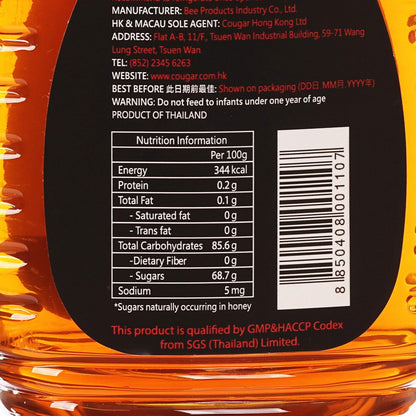 MANUFACTURER: Bee Products Industry Co., Ltd.
HK & MACAU SOLE AGENT: Cougar Hong Kong Ltd
ADDRESS: Flat A-B, 11/F., Tsuen Wan Industrial Building, 59-71 Wang
Lung Street, Tsuen Wan
TEL: (852) 2345 6263
WEBSITE: www.cougar.com.hk
BEST BEFORE 此日期前最佳: Shown on packaging (DD日.MM月.YYYY年)
WARNING: Do not feed to infants under one year of age
PRODUCT OF THAILAND
Nutrition Information
Per 100g
Energy 344 kcal
Protein 0.2 g
Total Fat 0.1 g
- Saturated fat 0 g
- Trans fat 0 g
Total Carbohydrates 85.6 g
-Dietary Fiber 0 g
- Sugars 68.7 g
Sodium 5 mg
*Sugars naturally occurring in honey
8 850408 001107
This product is qualified by GMP&HACCP Codex
from SGS (Thailand) Limited.